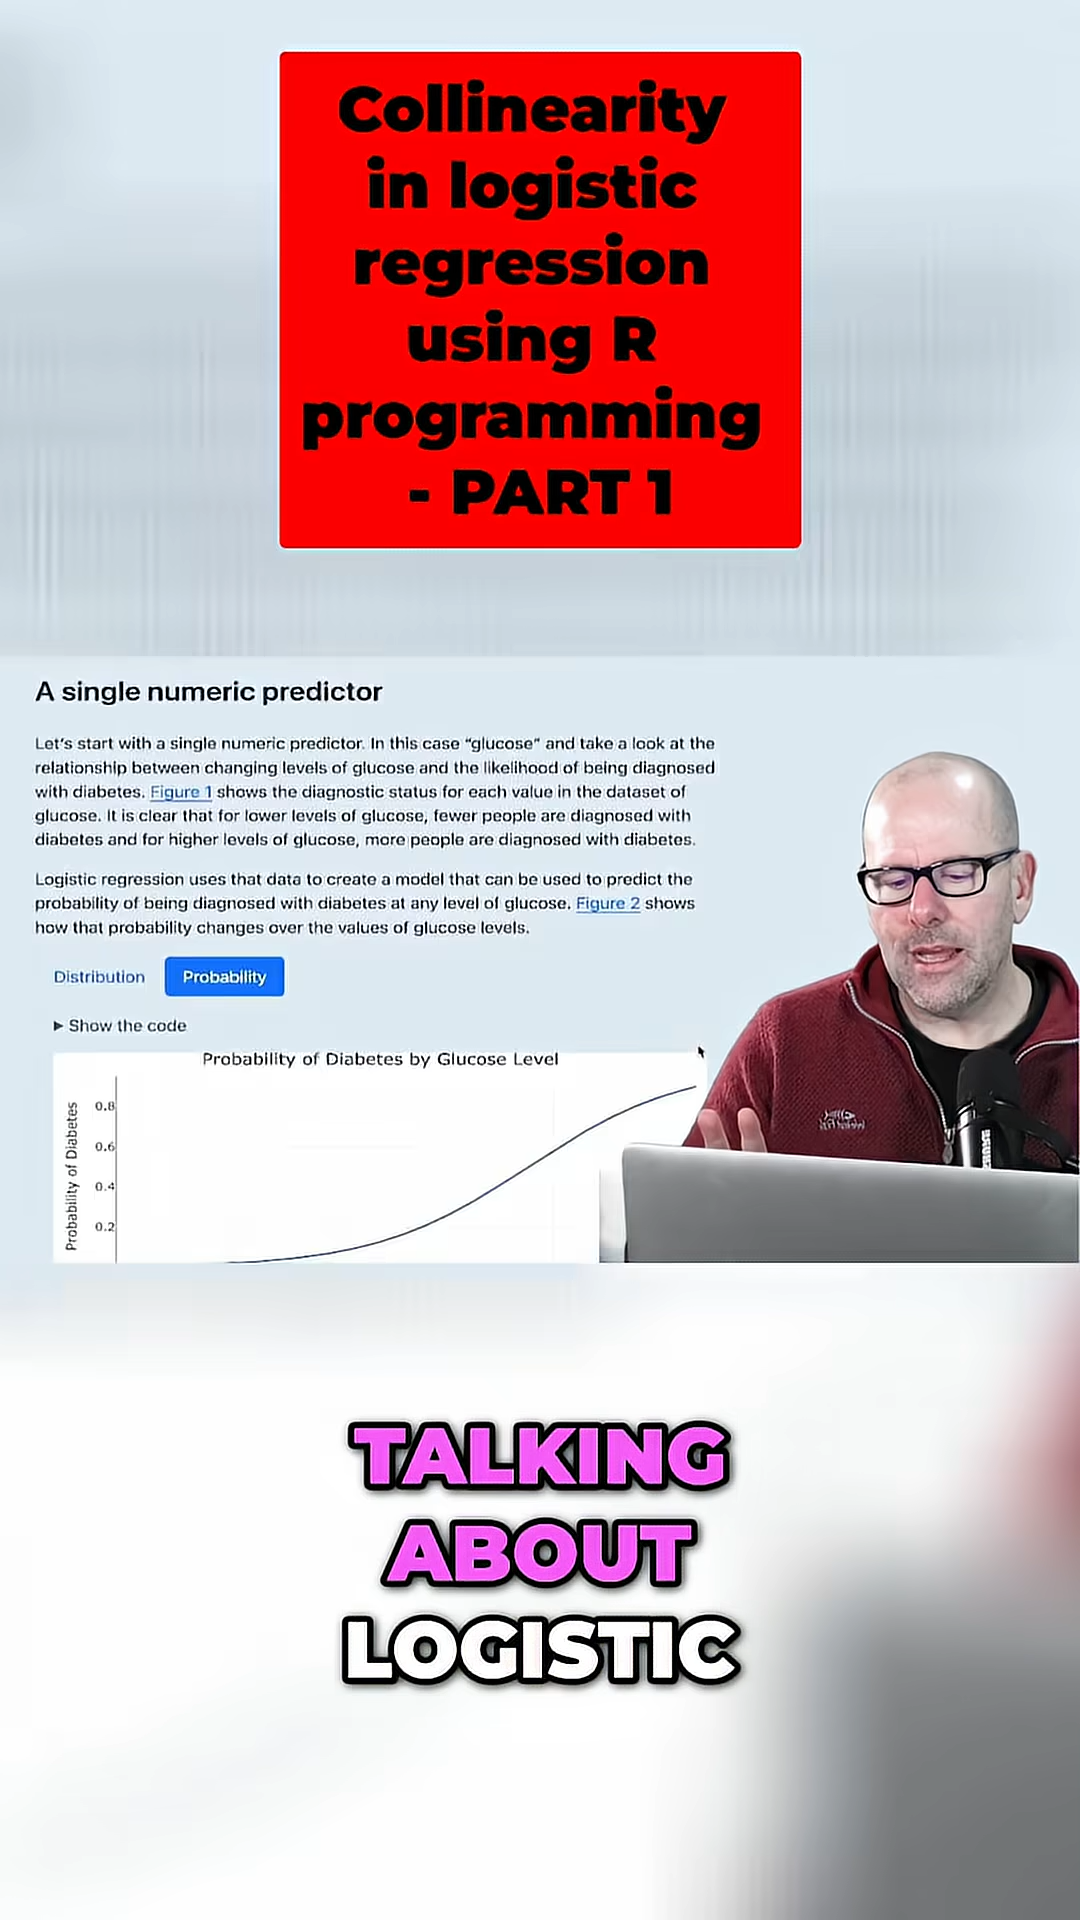 Collinearity
in logistic
regression
using R
programming
- PART 1
A single numeric predictor
Let's start with a single numeric predictor. In this case "glucose" and take a look at the
relationship between changing levels of glucose and the likelihood of being diagnosed
with diabetes. Figure 1 shows the diagnostic status for each value in the dataset of
glucose. It is clear that for lower levels of glucose, fewer people are diagnosed with
diabetes and for higher levels of glucose, more people are diagnosed with diabetes.
Logistic regression uses that data to create a model that can be used to predict the
probability of being diagnosed with diabetes at any level of glucose. Figure 2 shows
how that probability changes over the values of glucose levels.
Distribution Probability
Show the code
Probability of Diabetes by Glucose Level
Probability of Diabetes
0.8
0.6
0.4
0.2
TALKING
ABOUT
LOGISTIC